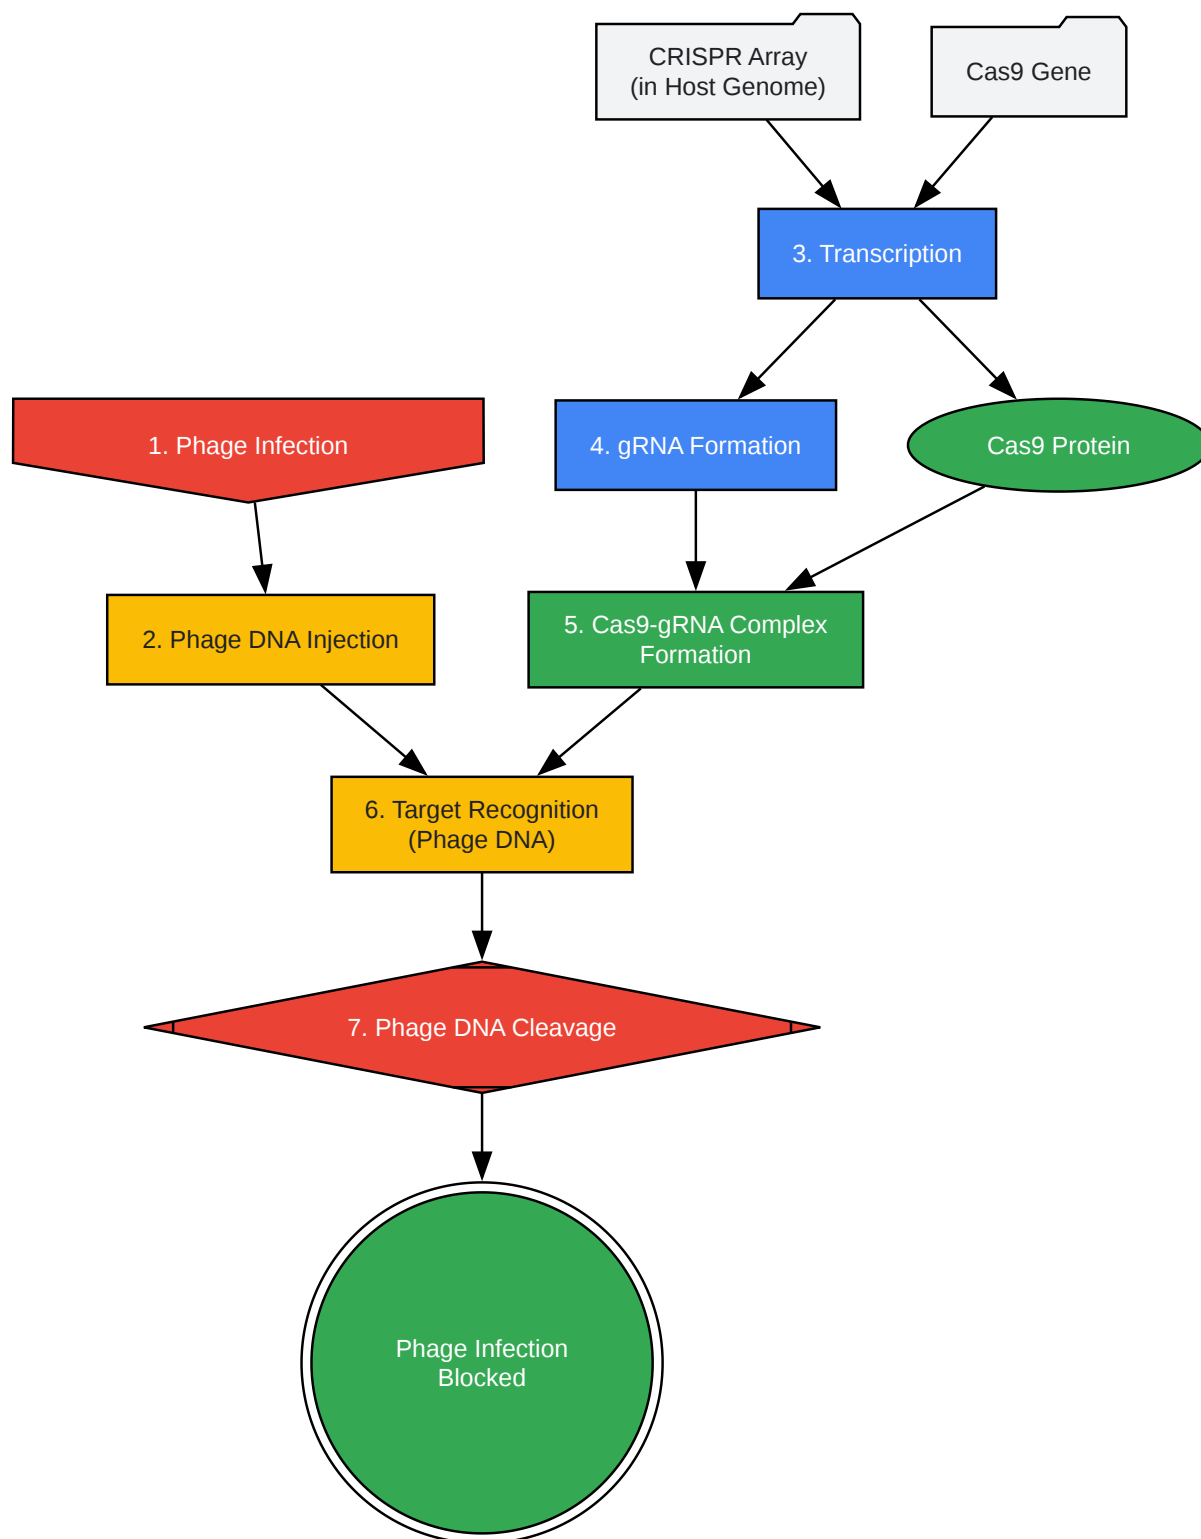 CRISPR Array
(in Host Genome)
Cas9 Gene
3. Transcription
1. Phage Infection
4. gRNA Formation
Cas9 Protein
2. Phage DNA Injection
5. Cas9-gRNA Complex
Formation
6. Target Recognition
(Phage DNA)
7. Phage DNA Cleavage
Phage Infection
Blocked